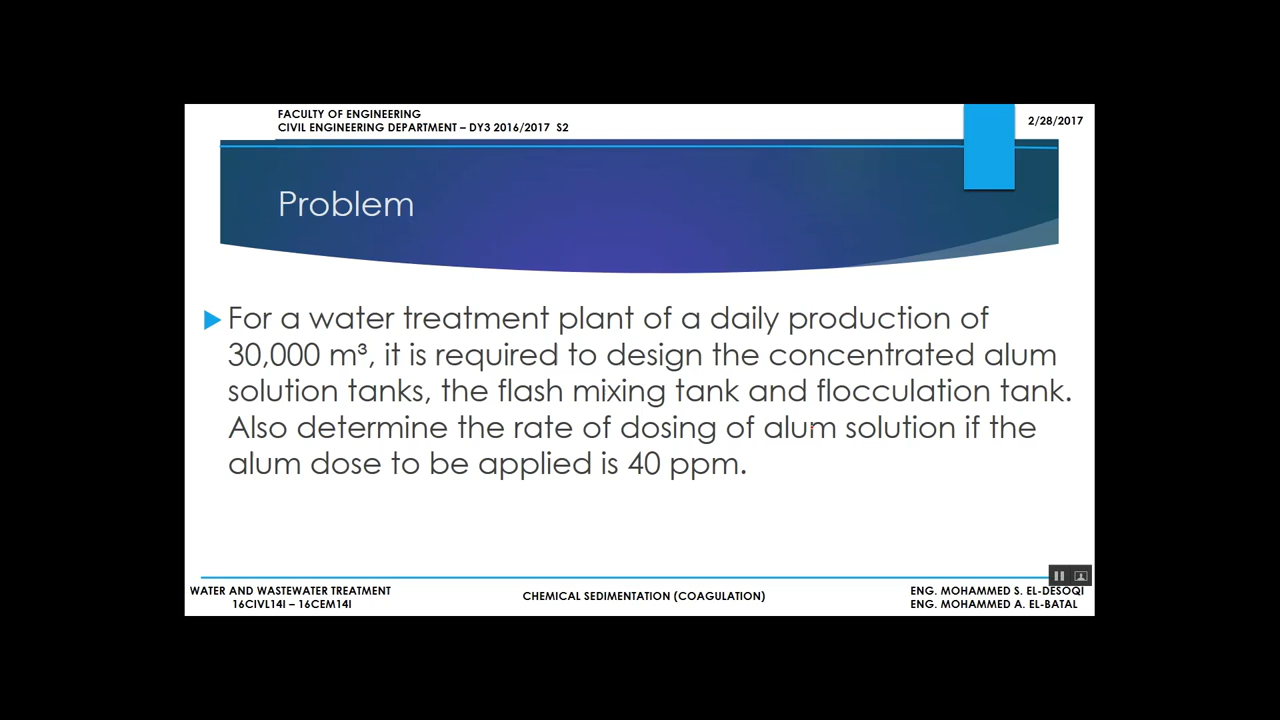 FACULTY OF ENGINEERING
CIVIL ENGINEERING DEPARTMENT – DY3 2016/2017 S2
2/28/2017
Problem
For a water treatment plant of a daily production of
30,000 m³, it is required to design the concentrated alum
solution tanks, the flash mixing tank and flocculation tank.
Also determine the rate of dosing of alum solution if the
alum dose to be applied is 40 ppm.
WATER AND WASTEWATER TREATMENT
16CIVL14I – 16CEM14I
CHEMICAL SEDIMENTATION (COAGULATION)
ENG. MOHAMMED S. EL-DESOQI
ENG. MOHAMMED A. EL-BATAL